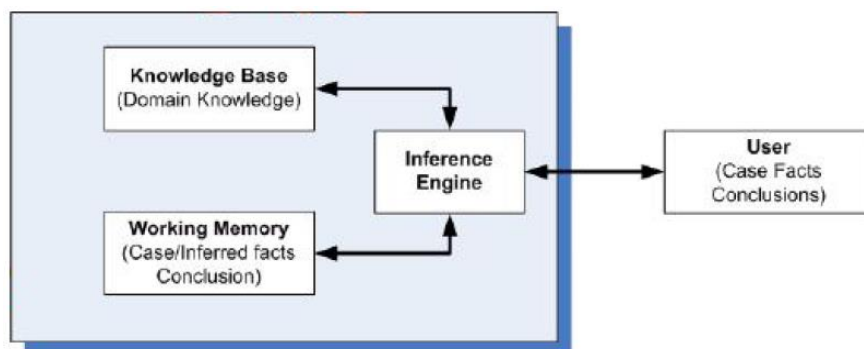 Knowledge Base
(Domain Knowledge)
Inference
Engine
User
(Case Facts
Conclusions)
Working Memory
(Case/Inferred facts
Conclusion)